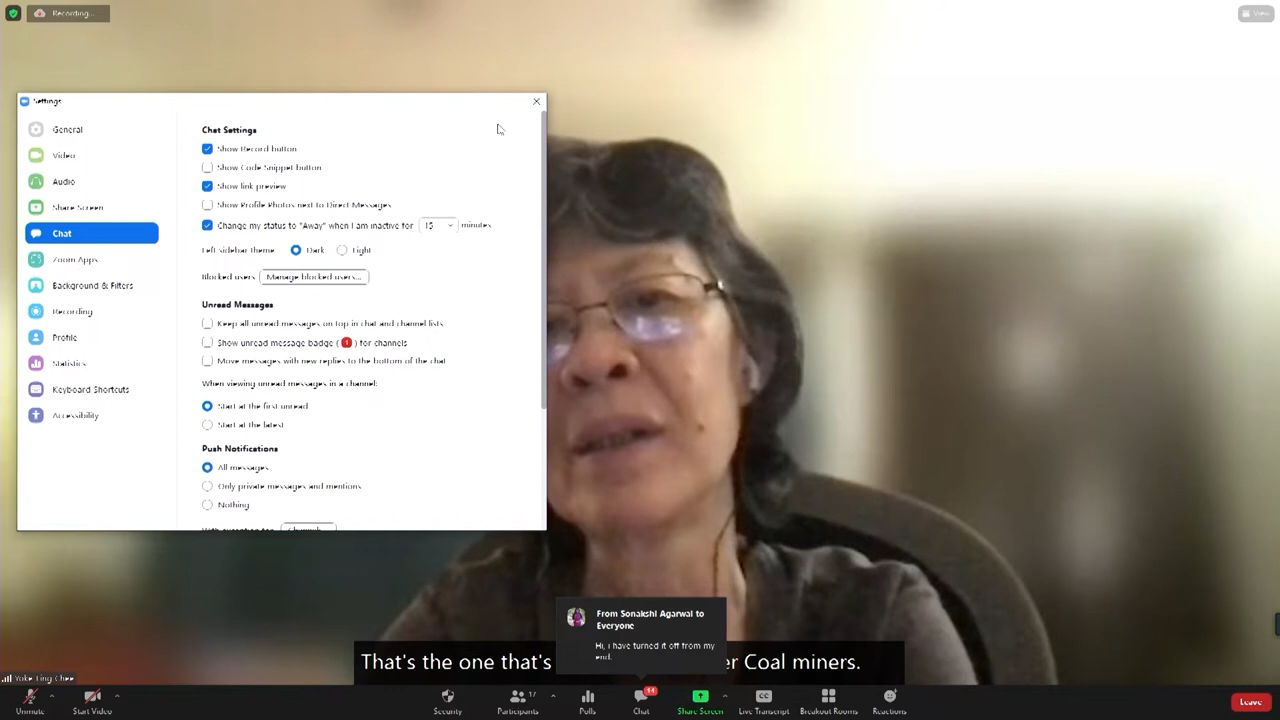 Recording...
View
Settings
General
Video
Audio
Share Screen
Chat
Zoom Apps
Background & Filters
Recording
Profile
Statistics
Keyboard Shortcuts
Accessibility
Chat Settings
Show Record button
Show Code Snippet button
Show link preview
Show Profile Photos next to Direct Messages
Change my status to "Away" when I am inactive for 15 minutes
Left sidebar theme Dark Light
Blocked users Manage blocked users...
Unread Messages
Keep all unread messages on top in chat and channel lists
Show unread message badge ( 1 ) for channels
Move messages with new replies to the bottom of the chat
When viewing unread messages in a channel:
Start at the first unread
Start at the latest
Push Notifications
All messages
Only private messages and mentions
Nothing
From Sonakshi Agarwal to
Everyone
Hi, i have turned it off from my
end.
That's the one that's Coal miners.
Yoke Ling Chee
Unmute
Start Video
Security
Participants 17
Polls
Chat 14
Share Screen
Live Transcript
Breakout Rooms
Reactions
Leave